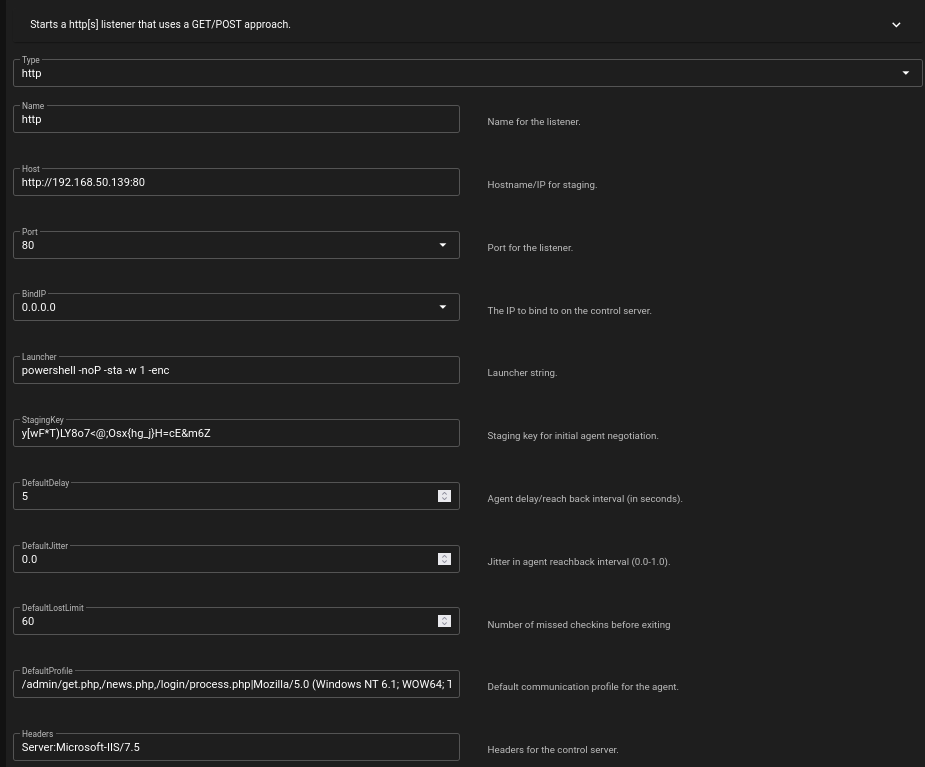 Starts a http[s] listener that uses a GET/POST approach.
Type
http
Name
http
Name for the listener.
Host
http://192.168.50.139:80
Hostname/IP for staging.
Port
80
Port for the listener.
BindIP
0.0.0.0
The IP to bind to on the control server.
Launcher
powershell -noP -sta -w 1 -enc
Launcher string.
StagingKey
y[wF*T)LY8o7<@;Osx{hg_j}H=cE&m6Z
Staging key for initial agent negotiation.
DefaultDelay
5
Agent delay/reach back interval (in seconds).
DefaultJitter
0.0
Jitter in agent reachback interval (0.0-1.0).
DefaultLostLimit
60
Number of missed checkins before exiting
DefaultProfile
/admin/get.php,/news.php,/login/process.php|Mozilla/5.0 (Windows NT 6.1; WOW64; T
Default communication profile for the agent.
Headers
Server:Microsoft-IIS/7.5
Headers for the control server.